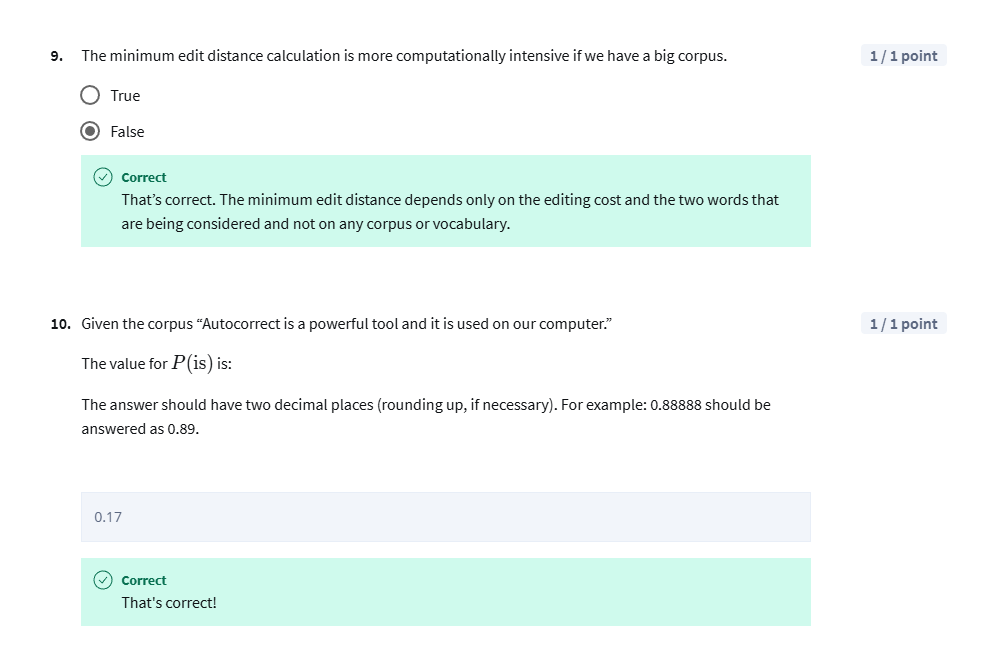 9. The minimum edit distance calculation is more computationally intensive if we have a big corpus. 1 / 1 point
True
False
Correct
That’s correct. The minimum edit distance depends only on the editing cost and the two words that
are being considered and not on any corpus or vocabulary.
10. Given the corpus “Autocorrect is a powerful tool and it is used on our computer.” 1 / 1 point
The value for P(is) is:
The answer should have two decimal places (rounding up, if necessary). For example: 0.88888 should be
answered as 0.89.
0.17
Correct
That's correct!